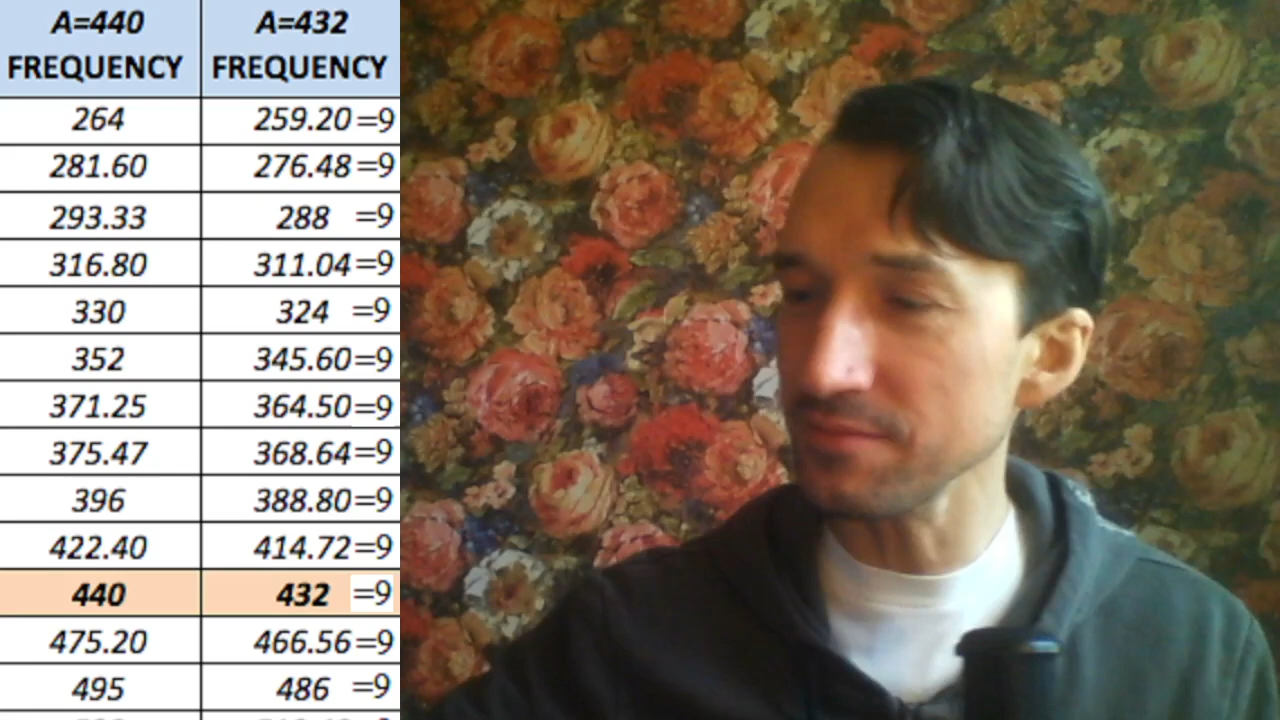 A=440 A=432
FREQUENCY FREQUENCY
264 259.20 =9
281.60 276.48 =9
293.33 288 =9
316.80 311.04 =9
330 324 =9
352 345.60 =9
371.25 364.50 =9
375.47 368.64 =9
396 388.80 =9
422.40 414.72 =9
440 432 =9
475.20 466.56 =9
495 486 =9